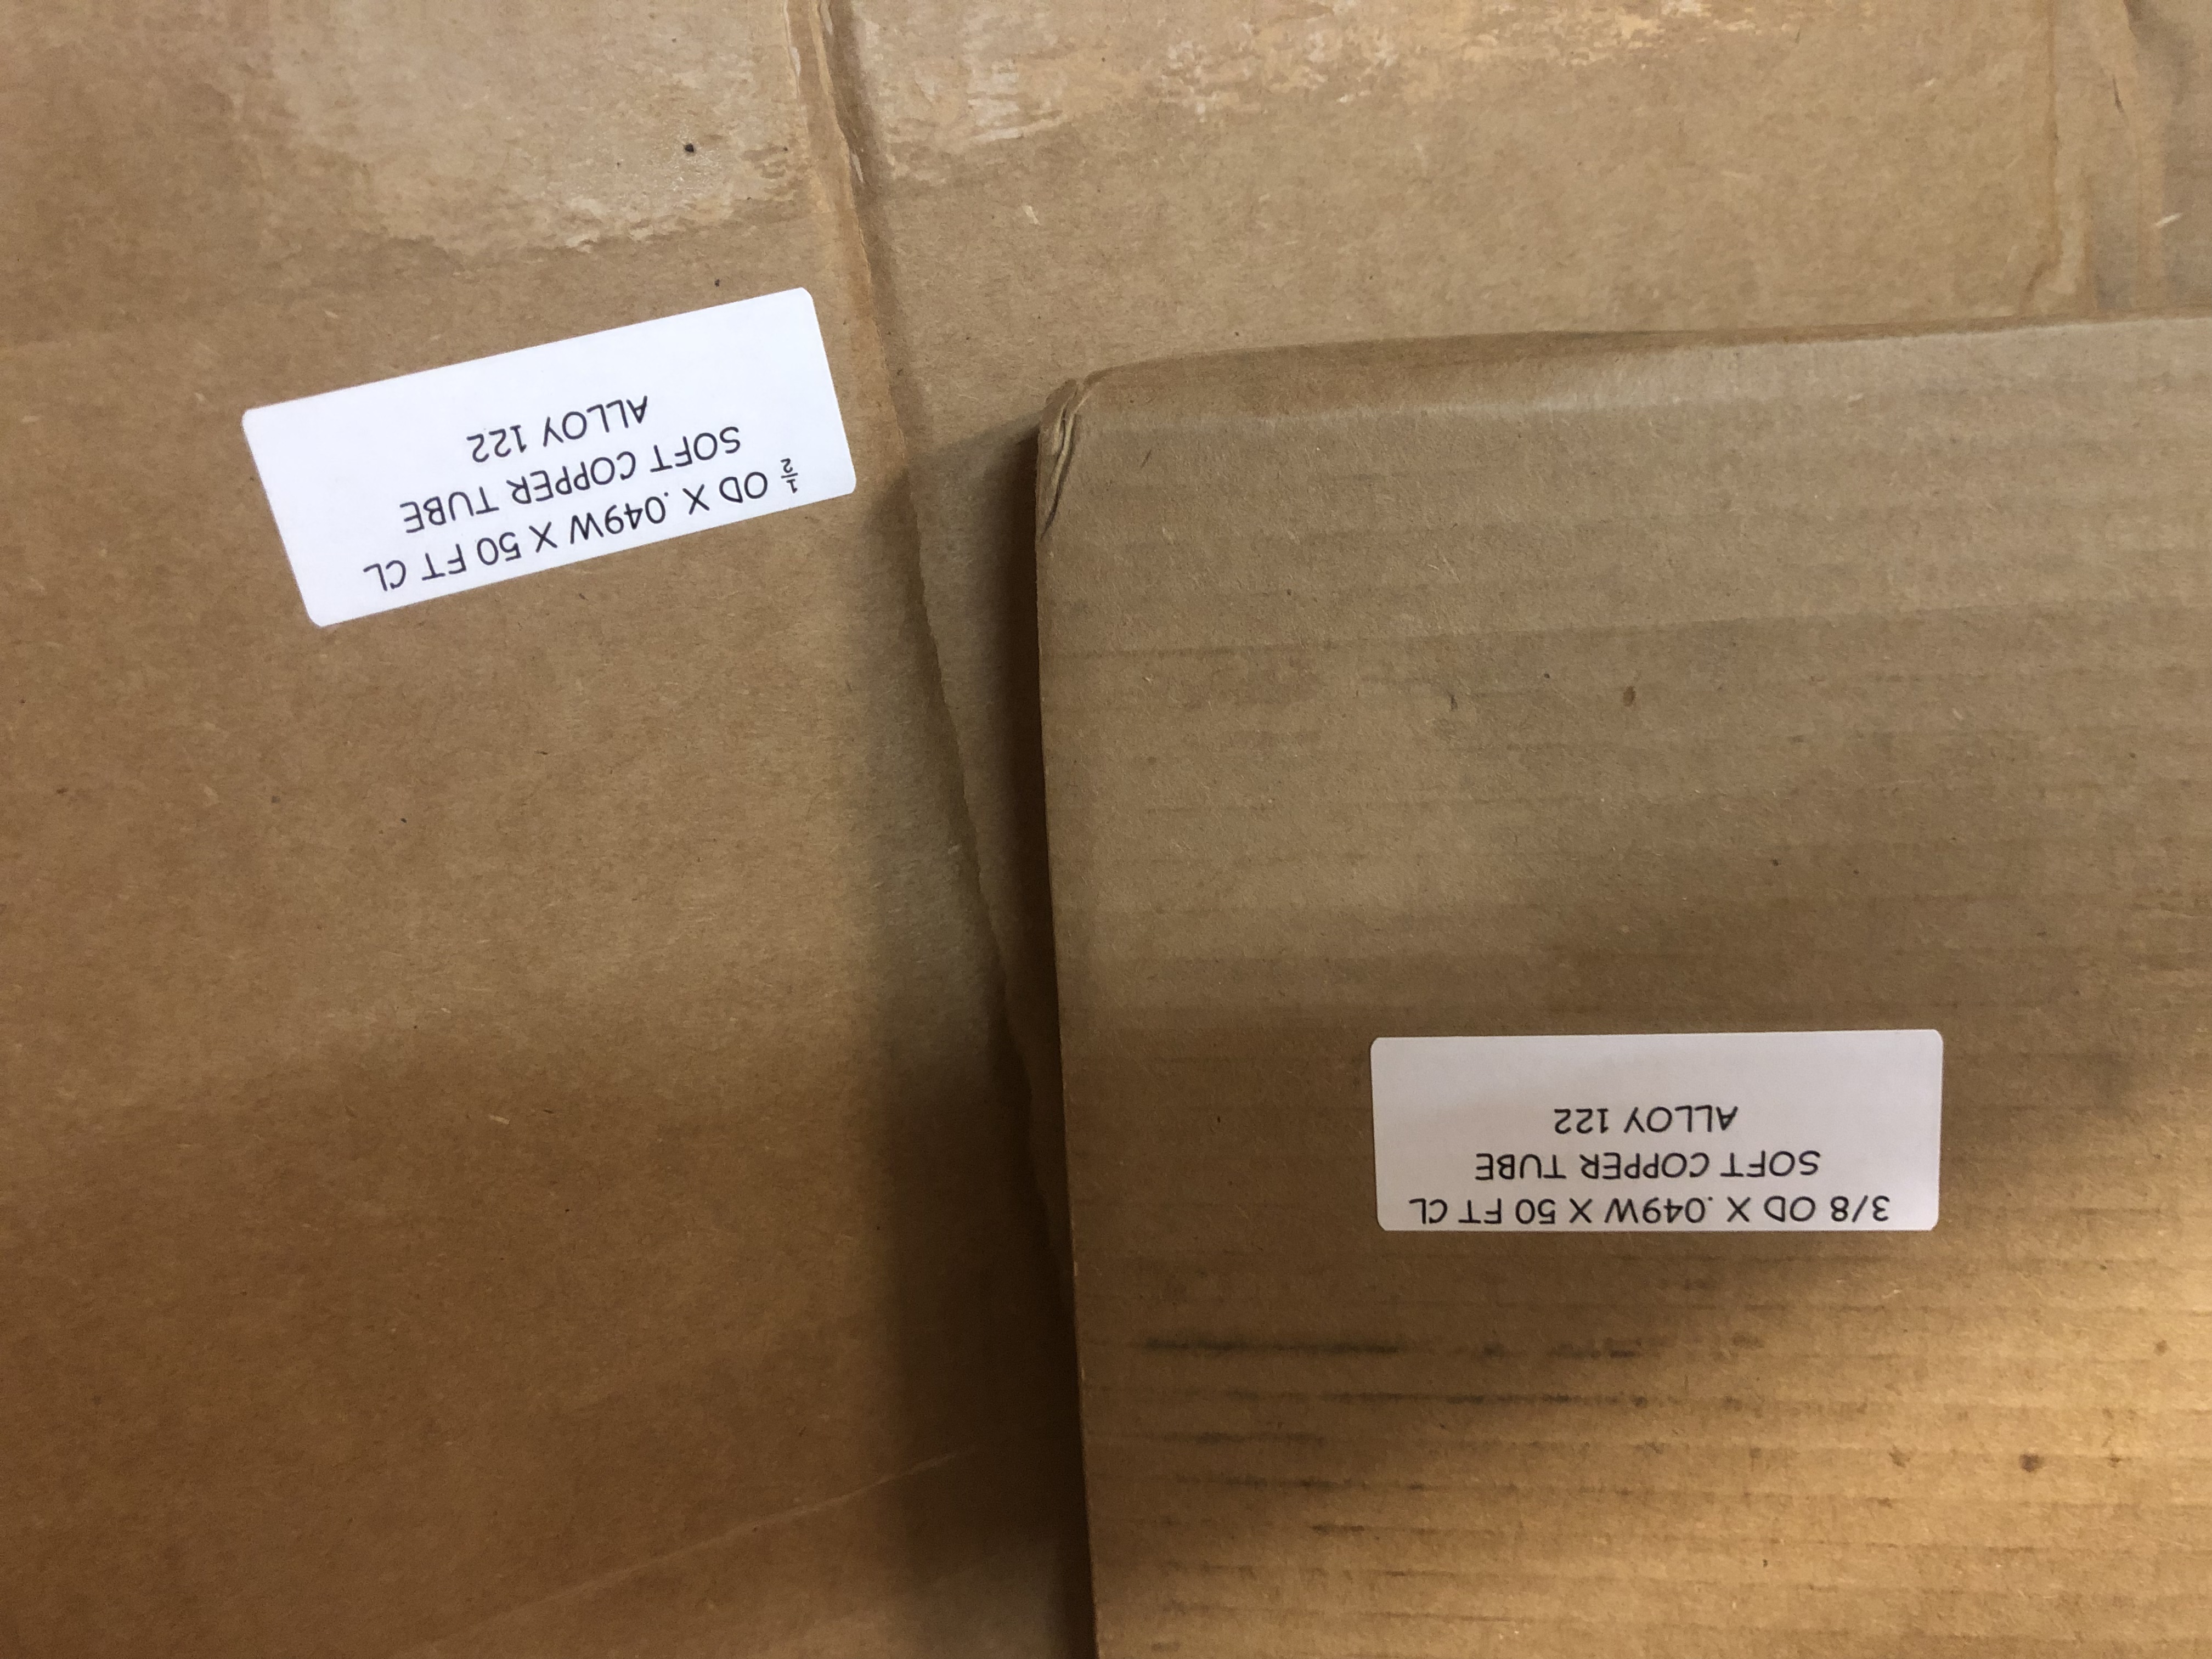 ½ OD X .049W X 50 FT CL
SOFT COPPER TUBE
ALLOY 122
3/8 OD X .049W X 50 FT CL
SOFT COPPER TUBE
ALLOY 122